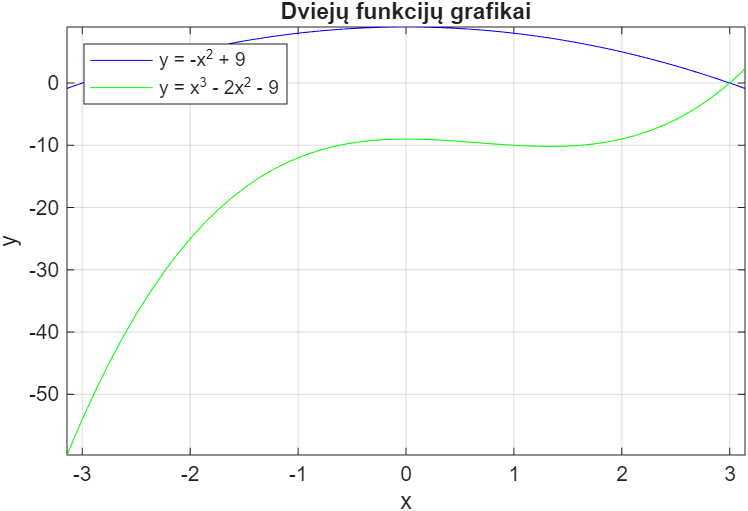 Dviejų funkcijų grafikai
y = -x² + 9
y = x³ - 2x² - 9
0
-10
-20
-30
-40
-50
y
-3 -2 -1 0 1 2 3
x